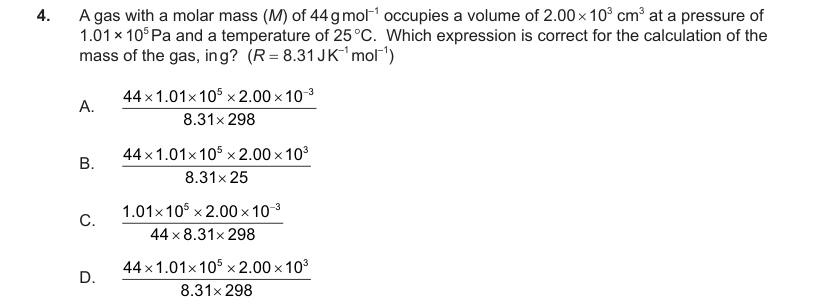 4. A gas with a molar mass (M) of 44 g mol⁻¹ occupies a volume of 2.00 × 10³ cm³ at a pressure of
1.01 × 10⁵ Pa and a temperature of 25 °C. Which expression is correct for the calculation of the
mass of the gas, in g? (R = 8.31 J K⁻¹ mol⁻¹)
A. 44 × 1.01 × 10⁵ × 2.00 × 10⁻³
8.31 × 298
B. 44 × 1.01 × 10⁵ × 2.00 × 10³
8.31 × 25
C. 1.01 × 10⁵ × 2.00 × 10⁻³
44 × 8.31 × 298
D. 44 × 1.01 × 10⁵ × 2.00 × 10³
8.31 × 298